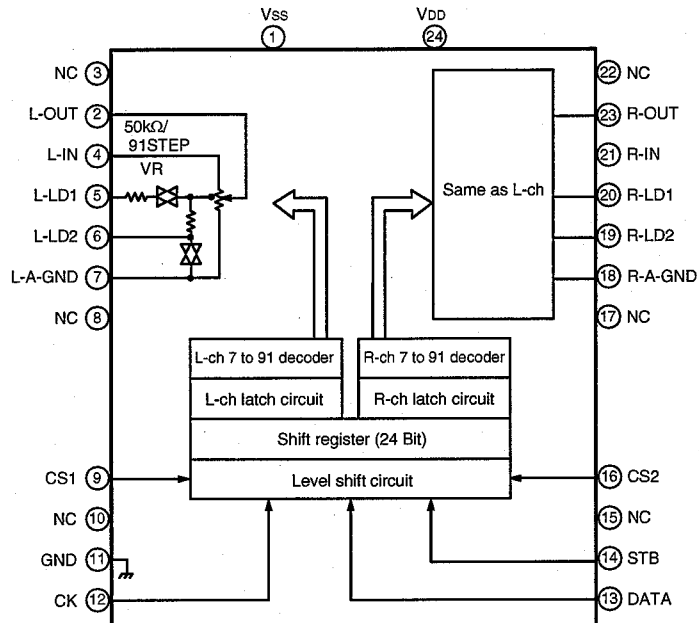 VSS
1
VDD
24
NC 3
L-OUT 2
50kΩ/
91STEP
VR
L-IN 4
L-LD1 5
L-LD2 6
L-A-GND 7
NC 8
CS1 9
NC 10
GND 11
CK 12
Same as L-ch
22 NC
23 R-OUT
21 R-IN
20 R-LD1
19 R-LD2
18 R-A-GND
17 NC
16 CS2
15 NC
14 STB
13 DATA
L-ch 7 to 91 decoder
R-ch 7 to 91 decoder
L-ch latch circuit
R-ch latch circuit
Shift register (24 Bit)
Level shift circuit